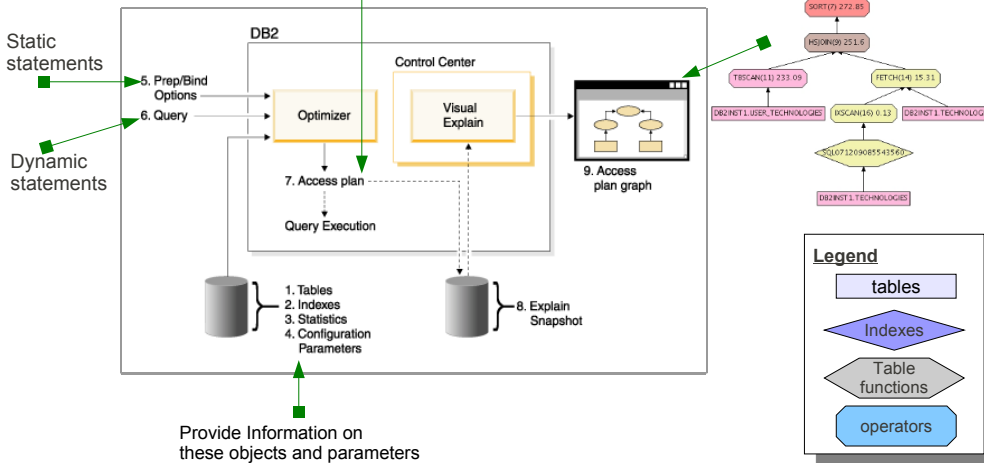 Static
statements
Dynamic
statements
DB2
Control Center
5. Prep/Bind
Options
6. Query
Optimizer
Visual
Explain
7. Access plan
Query Execution
9. Access
plan graph
1. Tables
2. Indexes
3. Statistics
4. Configuration
Parameters
8. Explain
Snapshot
Provide Information on
these objects and parameters
SORT(7) 272.85
HSJOIN(9) 251.6
TBSCAN(11) 233.09
FETCH(14) 15.31
DB2INST1.USER_TECHNOLOGIES
IXSCAN(16) 0.13
DB2INST1.TECHNOLOGIES
SQL071209085543560
DB2INST1.TECHNOLOGIES
Legend
tables
Indexes
Table
functions
operators